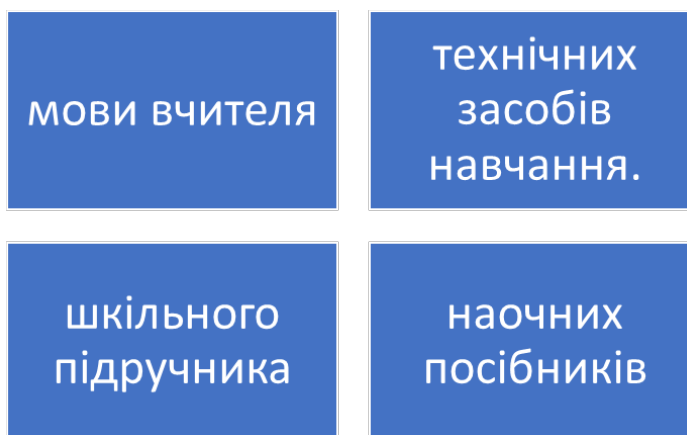 мови вчителя
технічних
засобів
навчання.
шкільного
підручника
наочних
посібників